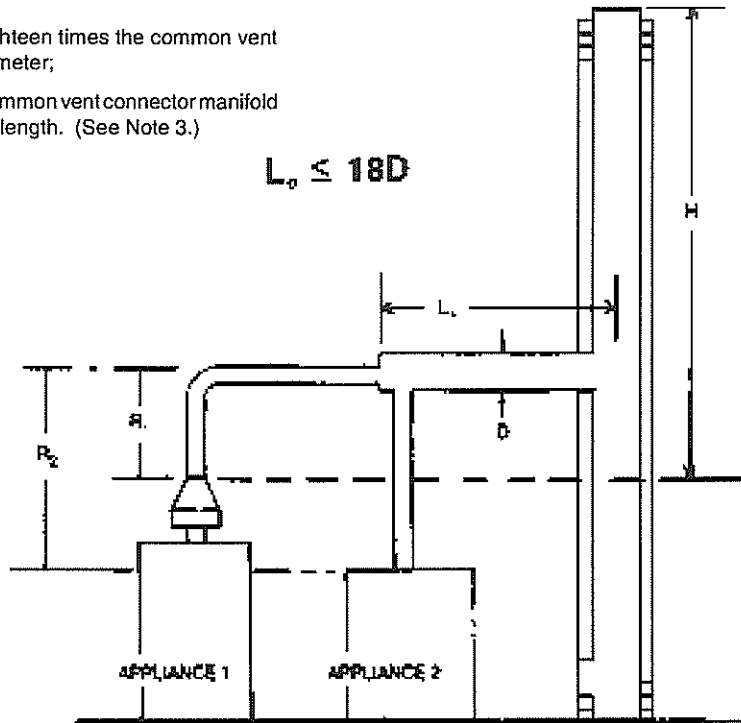 hteen times the common vent
meter;
mmon vent connector manifold
length. (See Note 3.)
≤ 18D
H
D
R₂
APPLIANCE 1
APPLIANCE 2